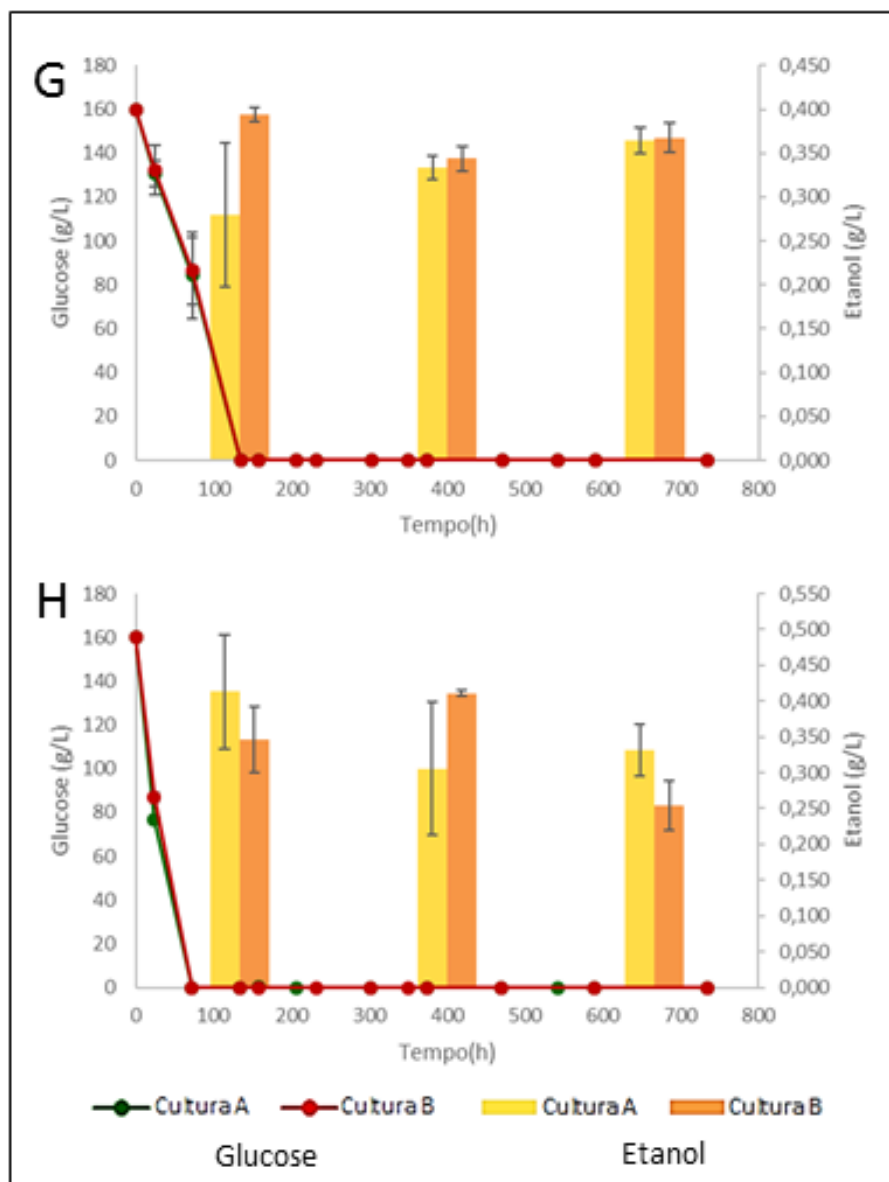 G
180 160 140 120 100 80 60 40 20 0
Glucose (g/L)
0,450 0,400 0,350 0,300 0,250 0,200 0,150 0,100 0,050 0,000
Etanol (g/L)
0 100 200 300 400 500 600 700 800
Tempo(h)
H
180 160 140 120 100 80 60 40 20 0
Glucose (g/L)
0,550 0,500 0,450 0,400 0,350 0,300 0,250 0,200 0,150 0,100 0,050 0,000
Etanol (g/L)
0 100 200 300 400 500 600 700 800
Tempo(h)
Cultura A Cultura B Cultura A Cultura B
Glucose Etanol